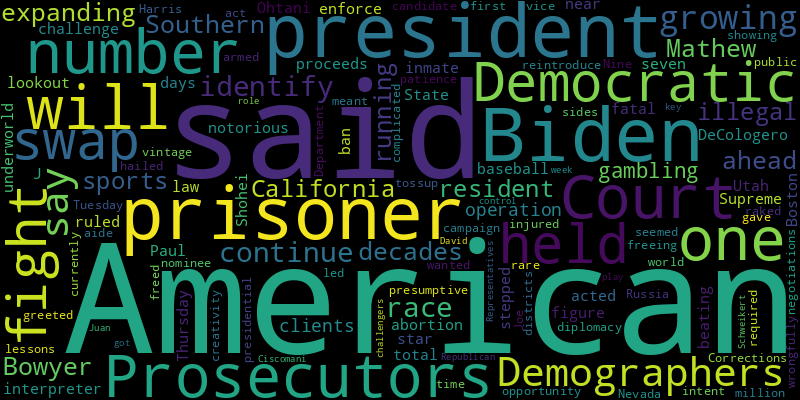 expanding Harris act Ohtani enforce candidate first vice near growing
challenge Southern president showing
number proceeds inmate reintroduce Nine public Mathew
lookout days identify running patience Democratic seven
will armed State fatal illegal
underworld role meant complicated sides key
swap notorious Department ban said Biden DeCologero
vintage baseball gambling ahead
say hailed sports law California resident Court Utah
Tuesday ruled Shohei tossup control week Supreme Boston
fight aide prisoner operation held injured gave raked
campaign seemed one
currently Paul continue decades David rare freeing negotiations
nominee led wanted Representatives world
freed American presumptive stepped play
greeted Thursday creativity presidential clients race acted Russia
star abortion figure districts beating Schweikert required
Juan total challengers diplomacy wrongfully
lessons got Ciscomani Republican Corrections
Bowyer Prosecutors time Demographers
interpreter opportunity Nevada intent million